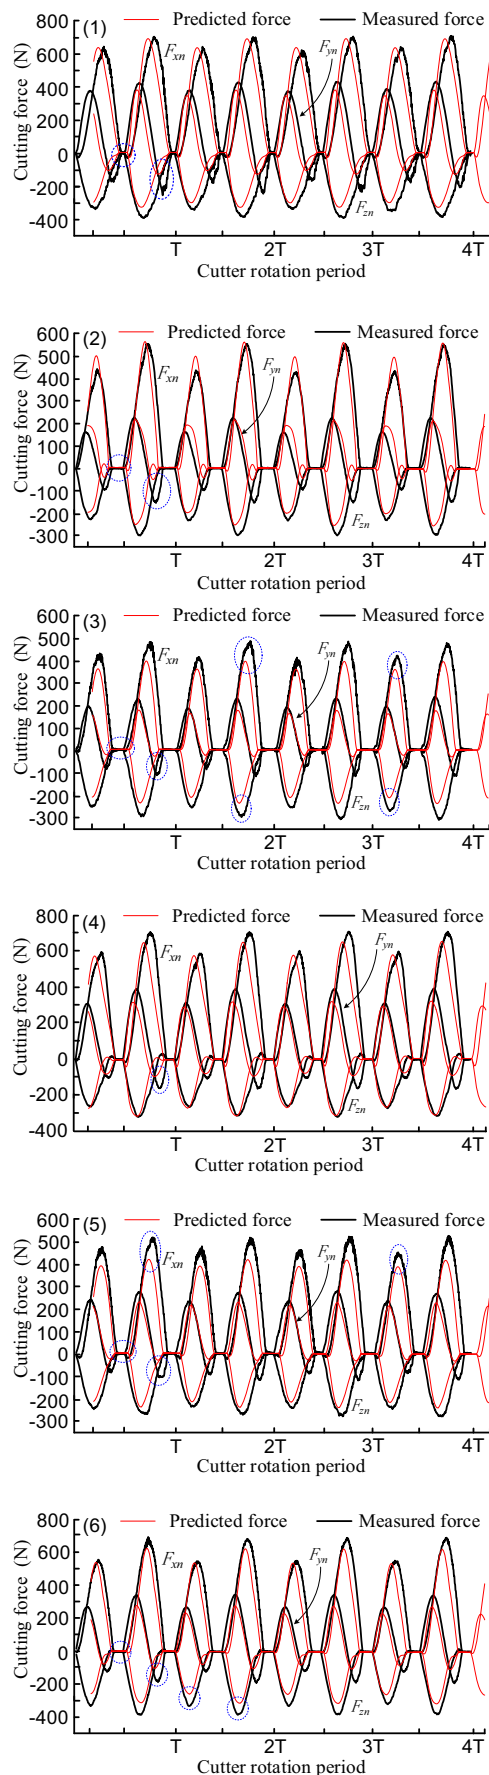 (1) Predicted force Measured force
Cutting force (N)
800
600
400
200
0
-200
-400
Fxn
Fyn
Fzn
T 2T 3T 4T
Cutter rotation period
(2) Predicted force Measured force
Cutting force (N)
600
500
400
300
200
100
0
-100
-200
-300
Fxn
Fyn
Fzn
T 2T 3T 4T
Cutter rotation period
(3) Predicted force Measured force
Cutting force (N)
600
500
400
300
200
100
0
-100
-200
-300
Fxn
Fyn
Fzn
T 2T 3T 4T
Cutter rotation period
(4) Predicted force Measured force
Cutting force (N)
800
600
400
200
0
-200
-400
Fxn
Fyn
Fzn
T 2T 3T 4T
Cutter rotation period
(5) Predicted force Measured force
Cutting force (N)
600
500
400
300
200
100
0
-100
-200
-300
Fxn
Fyn
Fzn
T 2T 3T 4T
Cutter rotation period
(6) Predicted force Measured force
Cutting force (N)
800
600
400
200
0
-200
-400
Fxn
Fyn
Fzn
T 2T 3T 4T
Cutter rotation period